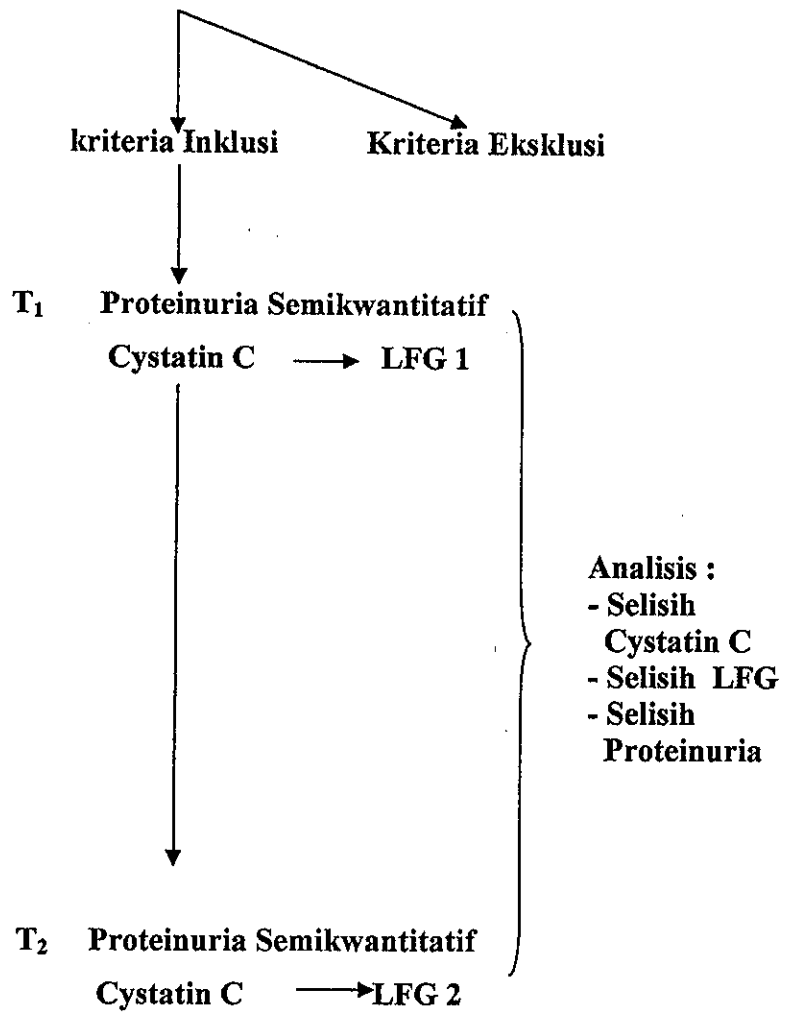 kriteria Inklusi Kriteria Eksklusi
T₁ Proteinuria Semikwantitatif
Cystatin C LFG 1
Analisis :
- Selisih
Cystatin C
- Selisih LFG
- Selisih
Proteinuria
T₂ Proteinuria Semikwantitatif
Cystatin C LFG 2